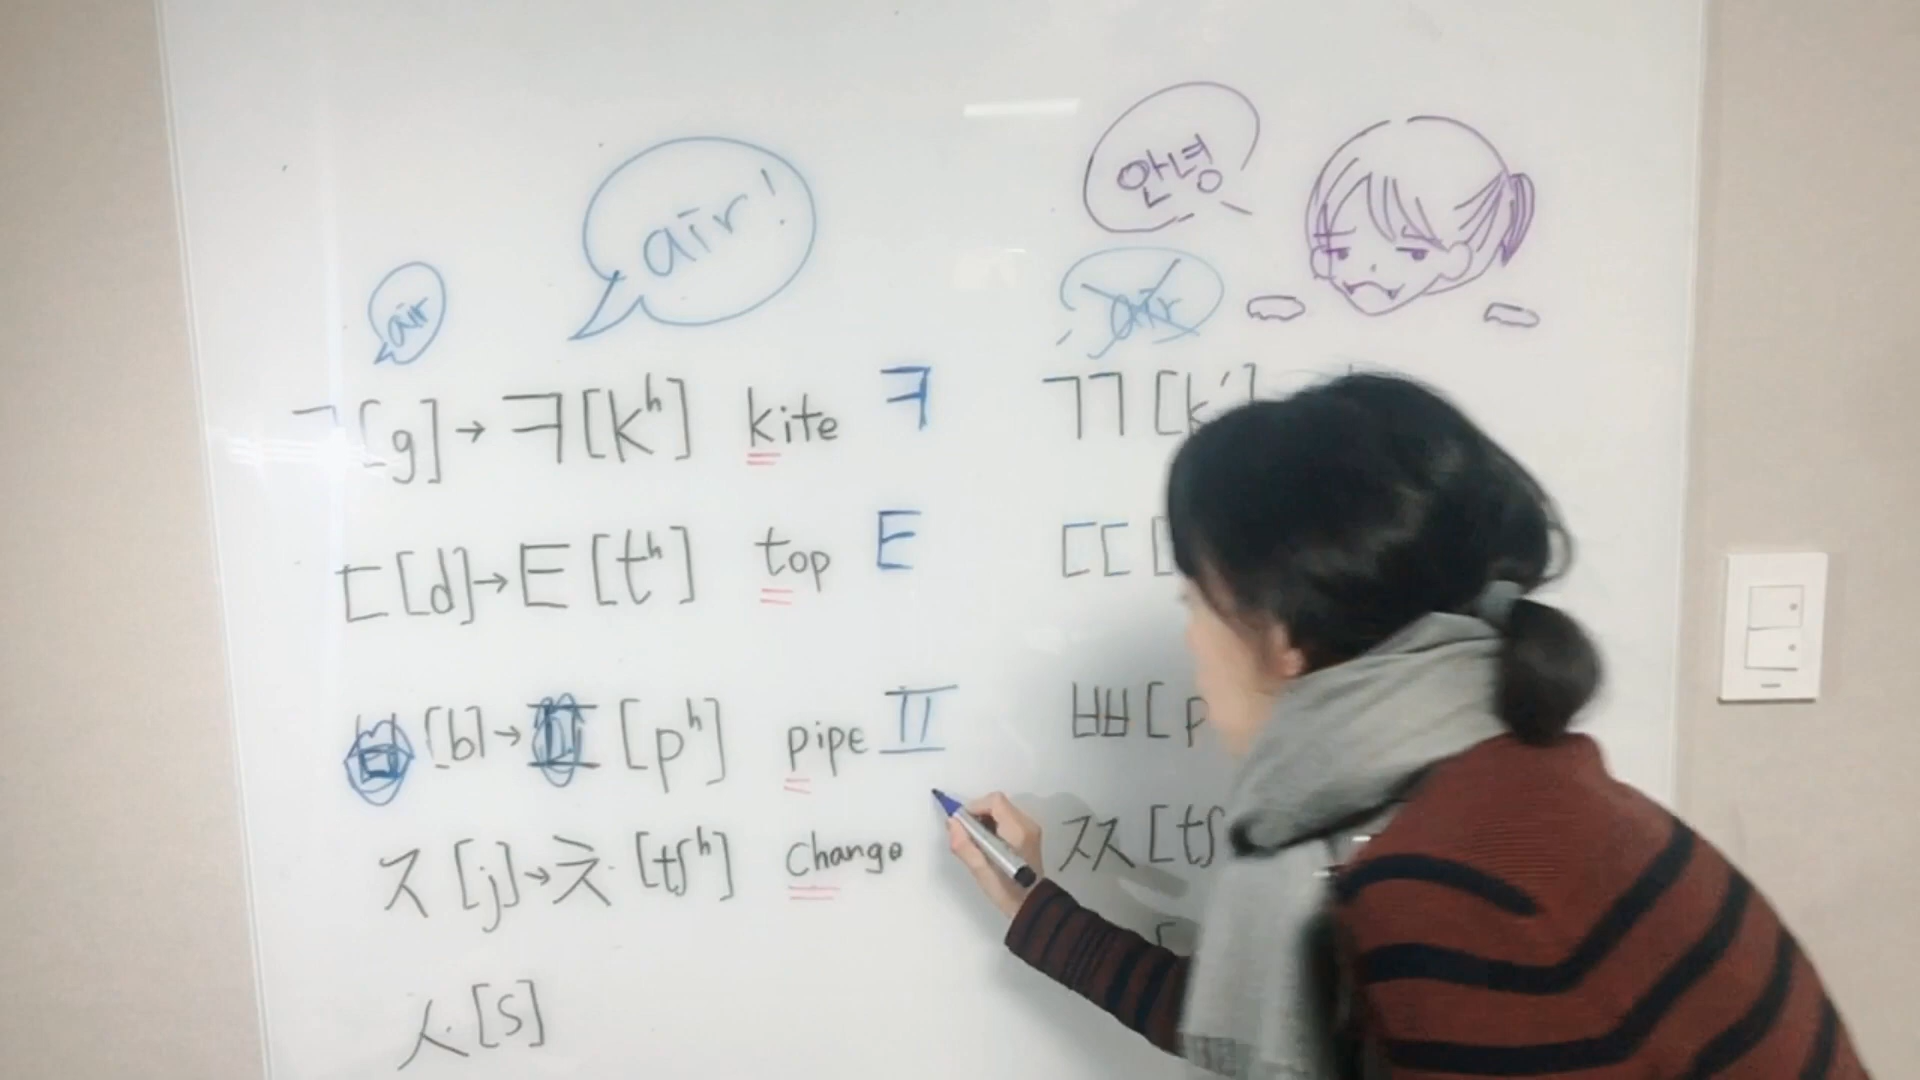 안녕
air!
air
air
ㄱ [g] → ㅋ [kʰ] kite ㅋ ㄲ [k']
ㄷ [d] → ㅌ [tʰ] top ㅌ ㄸ [
ㅂ [b] → ㅍ [pʰ] pipe ㅍ ㅃ [p
ㅈ [j] → ㅊ [tʃʰ] change ㅉ [tʃ
ㅅ [s] [